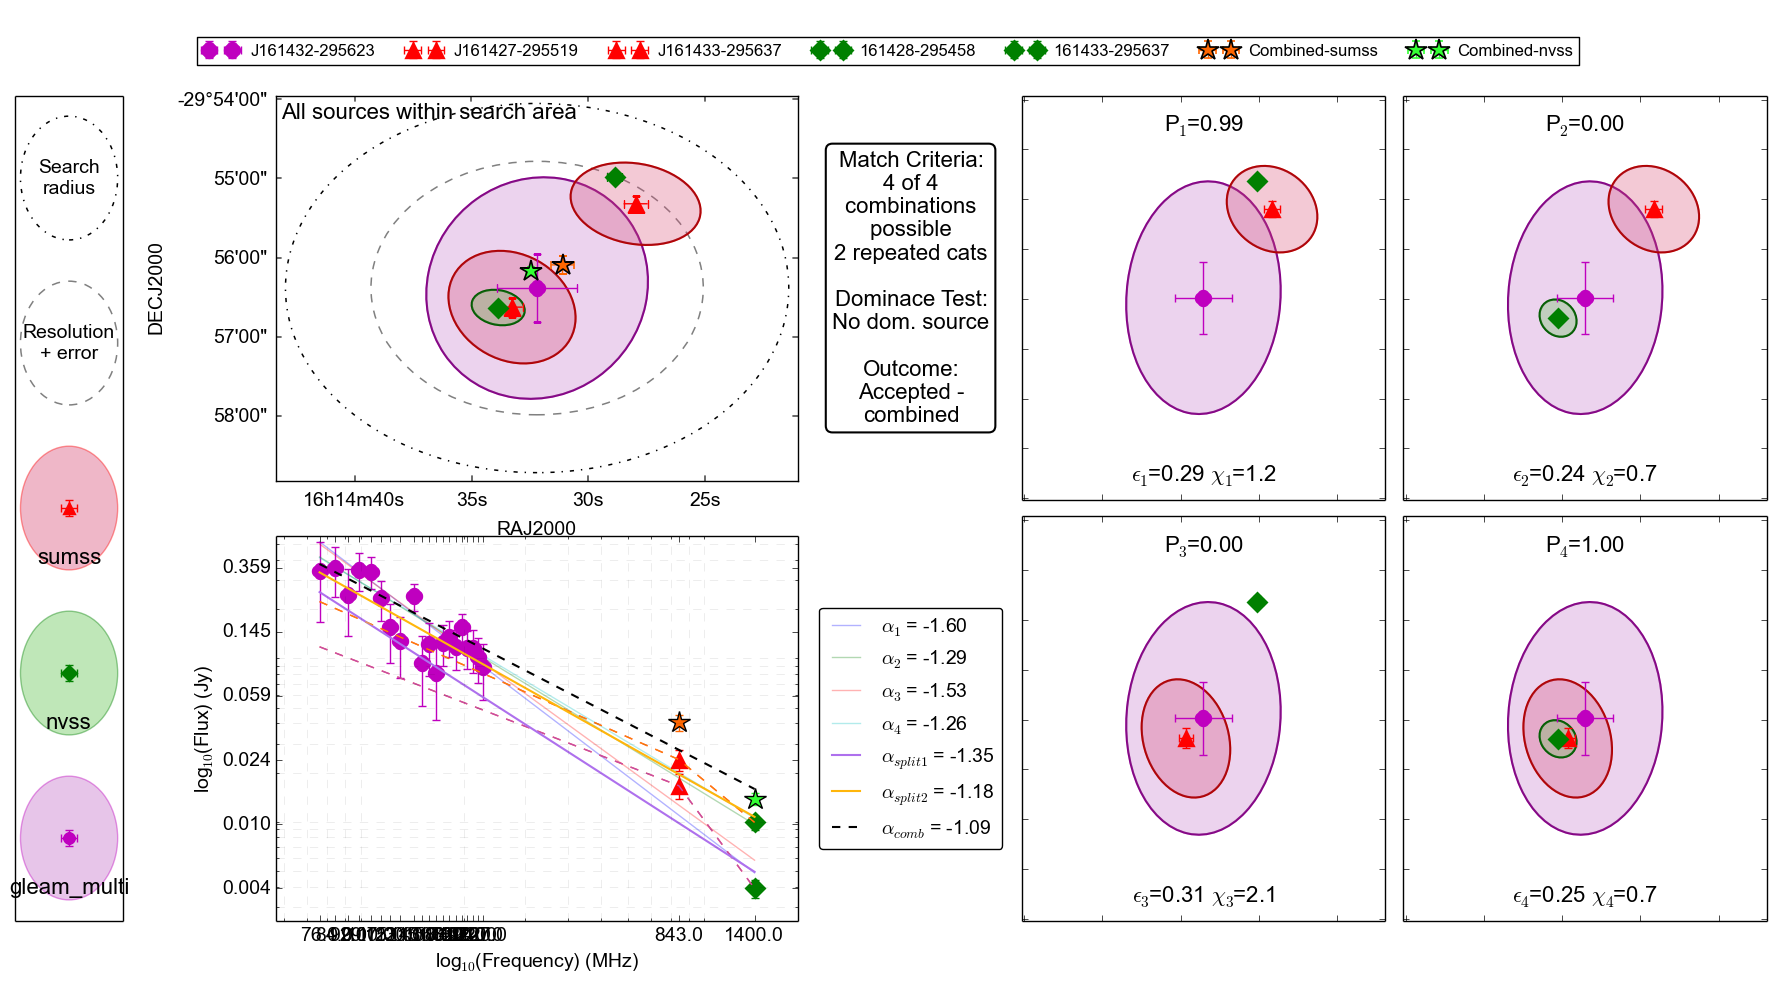 J161432-295623 J161427-295519 J161433-295637 161428-295458 161433-295637 Combined-sumss Combined-nvss
Search
radius
Resolution
+ error
sumss
nvss
gleam_multi
All sources within search area
DECJ2000
-29°54'00"
55'00"
56'00"
57'00"
58'00"
16h14m40s 35s 30s 25s
RAJ2000
Match Criteria:
4 of 4
combinations
possible
2 repeated cats
Dominace Test:
No dom. source
Outcome:
Accepted -
combined
P1=0.99
ϵ1=0.29 χ1=1.2
P2=0.00
ϵ2=0.24 χ2=0.7
P3=0.00
ϵ3=0.31 χ3=2.1
P4=1.00
ϵ4=0.25 χ4=0.7
log10(Flux) (Jy)
0.359
0.145
0.059
0.024
0.010
0.004
843.0 1400.0
log10(Frequency) (MHz)
α1 = -1.60
α2 = -1.29
α3 = -1.53
α4 = -1.26
αsplit1 = -1.35
αsplit2 = -1.18
αcomb = -1.09